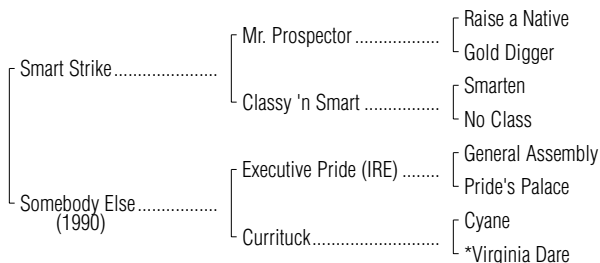 Raise a Native
Mr. Prospector ..................
Gold Digger
Smart Strike......................
Smarten
Classy 'n Smart ................
No Class
General Assembly
Executive Pride (IRE) ........
Pride's Palace
Somebody Else.................
(1990)
Cyane
Currituck...........................
*Virginia Dare